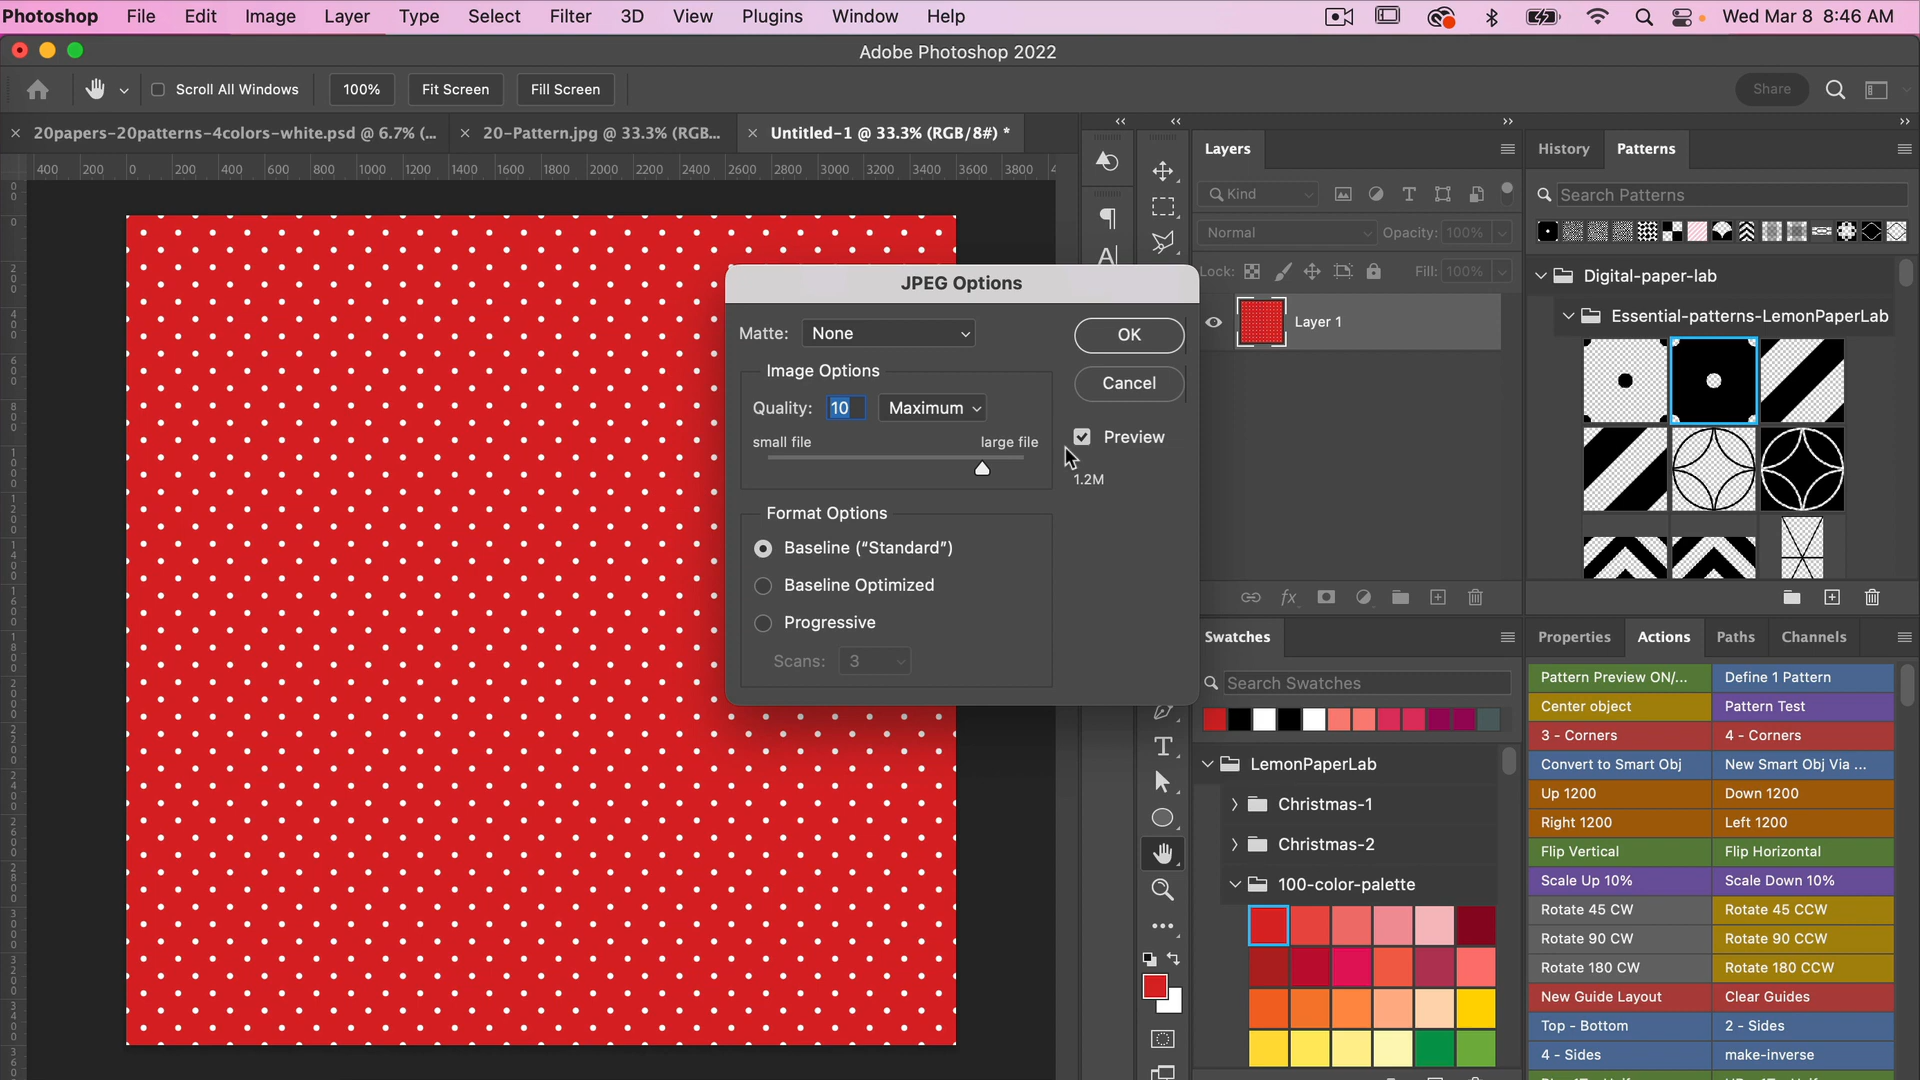 Photoshop File Edit Image Layer Type Select Filter 3D View Plugins Window Help Wed Mar 8 8:46 AM
Adobe Photoshop 2022
Scroll All Windows 100% Fit Screen Fill Screen Share
20papers-20patterns-4colors-white.psd @ 6.7% (... 20-Pattern.jpg @ 33.3% (RGB... Untitled-1 @ 33.3% (RGB/8#) *
400 200 0 200 400 600 800 1000 1200 1400 1600 1800 2000 2200 2400 2600 2800 3000 3200 3400 3600 3800 4
Layers
Kind
Normal Opacity: 100%
Lock: Fill: 100%
Layer 1
History Patterns
Search Patterns
Digital-paper-lab
Essential-patterns-LemonPaperLab
JPEG Options
Matte: None OK
Image Options
Cancel
Quality: 10 Maximum
small file large file
Preview
1.2M
Format Options
Baseline (“Standard”)
Baseline Optimized
Progressive
Scans: 3
Swatches
Search Swatches
LemonPaperLab
Christmas-1
Christmas-2
100-color-palette
Properties Actions Paths Channels
Pattern Preview ON/... Define 1 Pattern
Center object Pattern Test
3 - Corners 4 - Corners
Convert to Smart Obj New Smart Obj Via ...
Up 1200 Down 1200
Right 1200 Left 1200
Flip Vertical Flip Horizontal
Scale Up 10% Scale Down 10%
Rotate 45 CW Rotate 45 CCW
Rotate 90 CW Rotate 90 CCW
Rotate 180 CW Rotate 180 CCW
New Guide Layout Clear Guides
Top - Bottom 2 - Sides
4 - Sides make-inverse